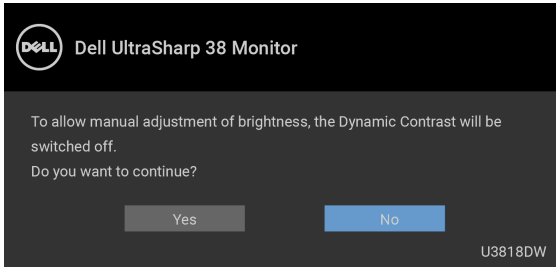 DELL
Dell UltraSharp 38 Monitor
To allow manual adjustment of brightness, the Dynamic Contrast will be
switched off.
Do you want to continue?
Yes
No
U3818DW